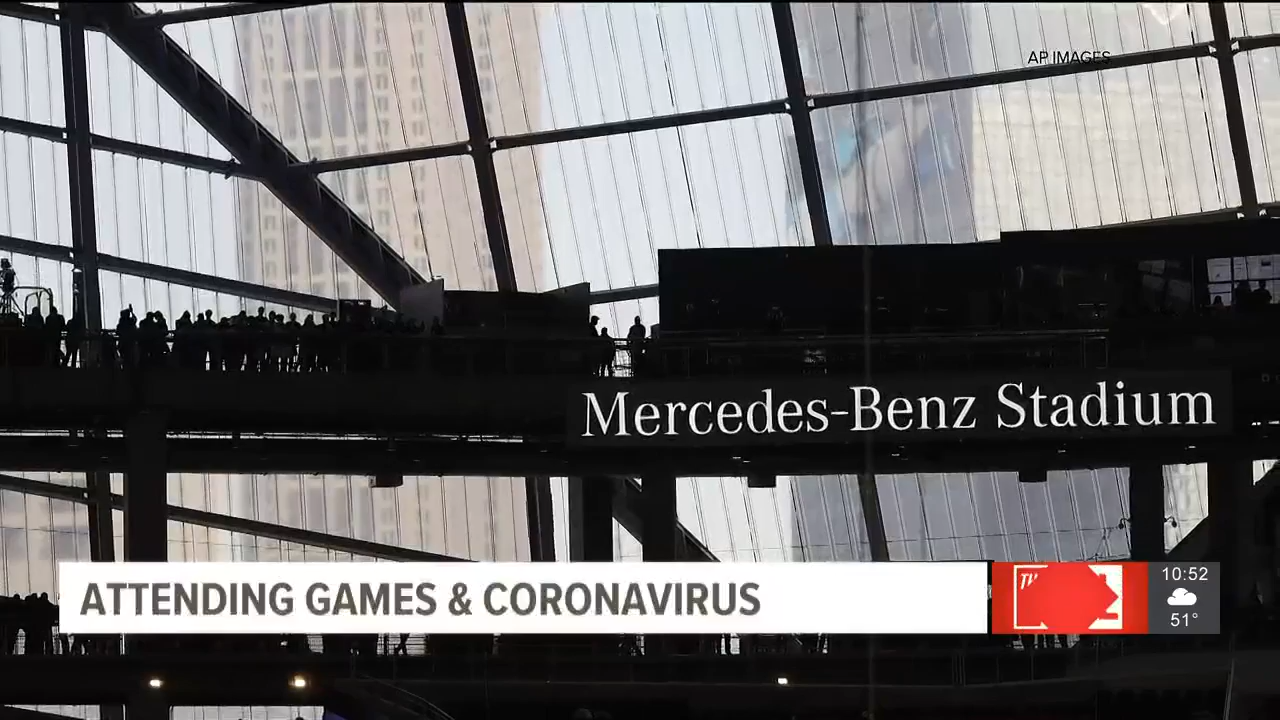 AP IMAGES
Mercedes-Benz Stadium
ATTENDING GAMES & CORONAVIRUS
10:52
51°